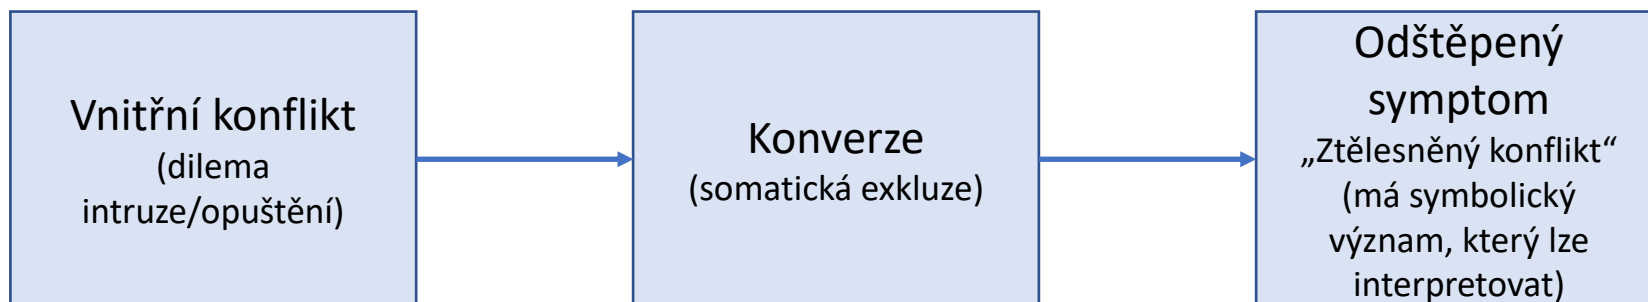 Vnitřní konflikt
(dilema
intruze/opuštění)
Konverze
(somatická exkluze)
Odštěpený
symptom
„Ztělesněný konflikt“
(má symbolický
význam, který lze
interpretovat)